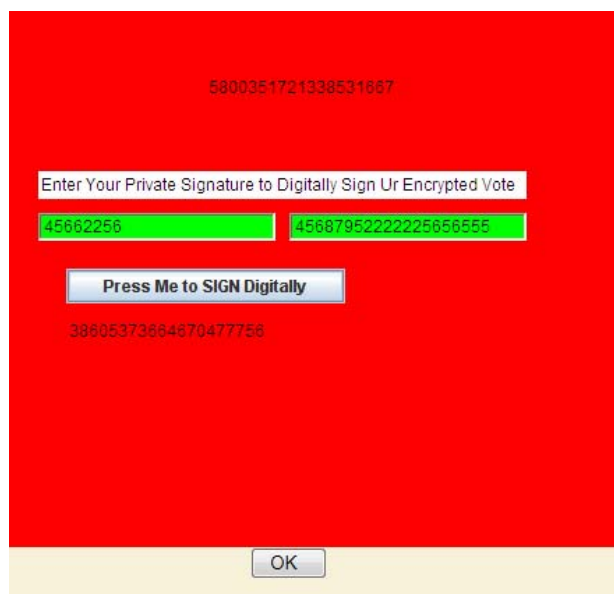 5800351721338531667
Enter Your Private Signature to Digitally Sign Ur Encrypted Vote
45662256 45687952222225656555
Press Me to SIGN Digitally
38605373664670477756
OK